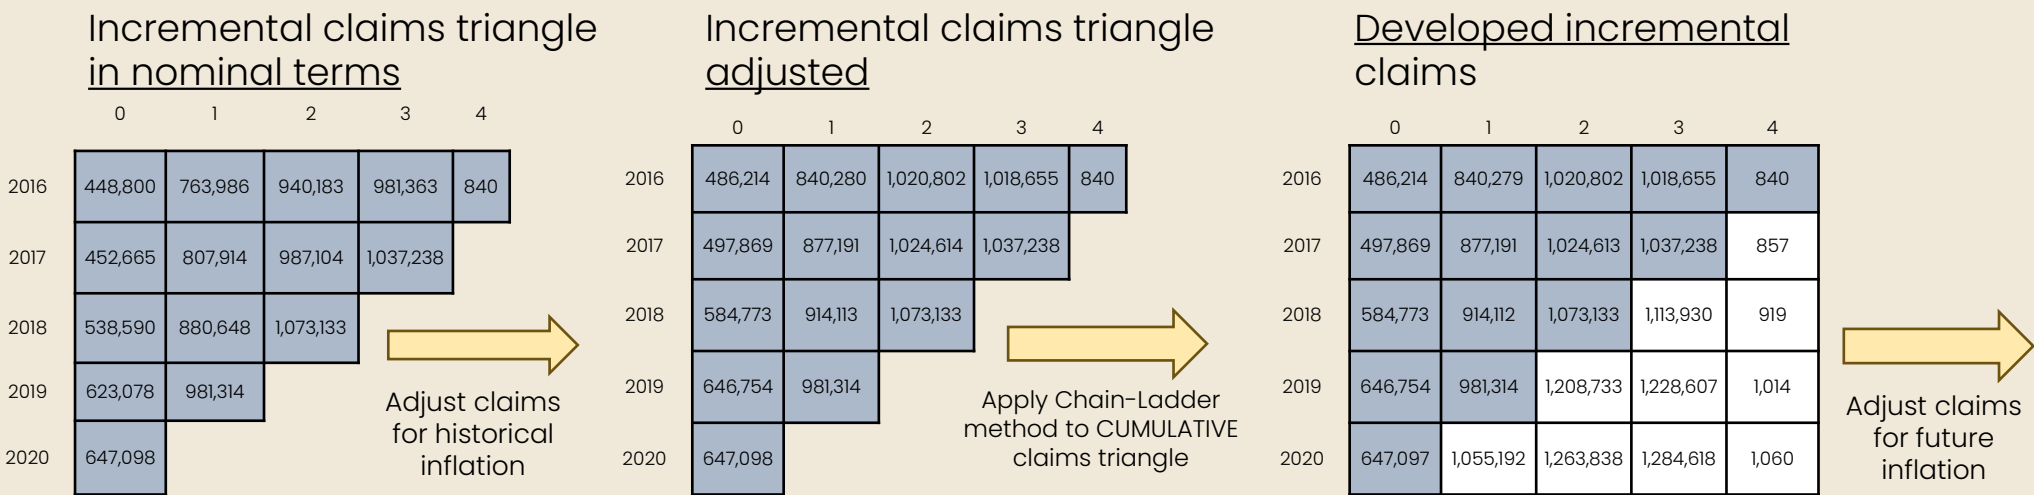 Incremental claims triangle
in nominal terms
0 1 2 3 4
2016 448,800 763,986 940,183 981,363 840
2017 452,665 807,914 987,104 1,037,238
2018 538,590 880,648 1,073,133
2019 623,078 981,314
2020 647,098
Adjust claims
for historical
inflation
Incremental claims triangle
adjusted
0 1 2 3 4
2016 486,214 840,280 1,020,802 1,018,655 840
2017 497,869 877,191 1,024,614 1,037,238
2018 584,773 914,113 1,073,133
2019 646,754 981,314
2020 647,098
Apply Chain-Ladder
method to CUMULATIVE
claims triangle
Developed incremental
claims
0 1 2 3 4
2016 486,214 840,279 1,020,802 1,018,655 840
2017 497,869 877,191 1,024,613 1,037,238 857
2018 584,773 914,112 1,073,133 1,113,930 919
2019 646,754 981,314 1,208,733 1,228,607 1,014
2020 647,097 1,055,192 1,263,838 1,284,618 1,060
Adjust claims
for future
inflation